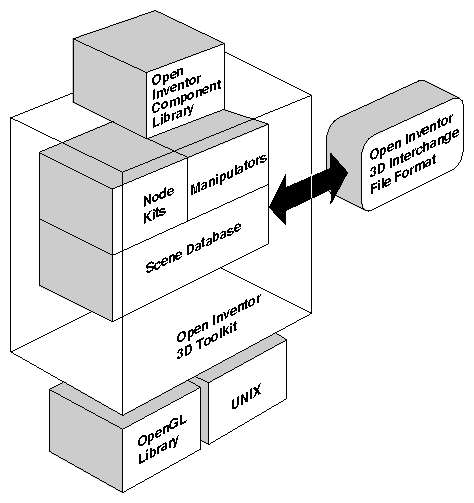 Open
Inventor
Component
Library
Node
Kits
Manipulators
Scene Database
Open Inventor
3D Interchange
File Format
Open Inventor
3D Toolkit
OpenGL
Library
UNIX